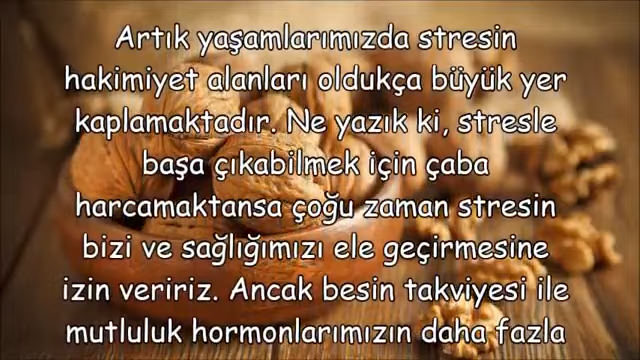 Artık yaşamlarımızda stresin
hakimiyet alanları oldukça büyük yer
kaplamaktadır. Ne yazık ki, stresle
başa çıkabilmek için çaba
harcamaktansa çoğu zaman stresin
bizi ve sağlığımızı ele geçirmesine
izin veririz. Ancak besin takviyesi ile
mutluluk hormonlarımızın daha fazla